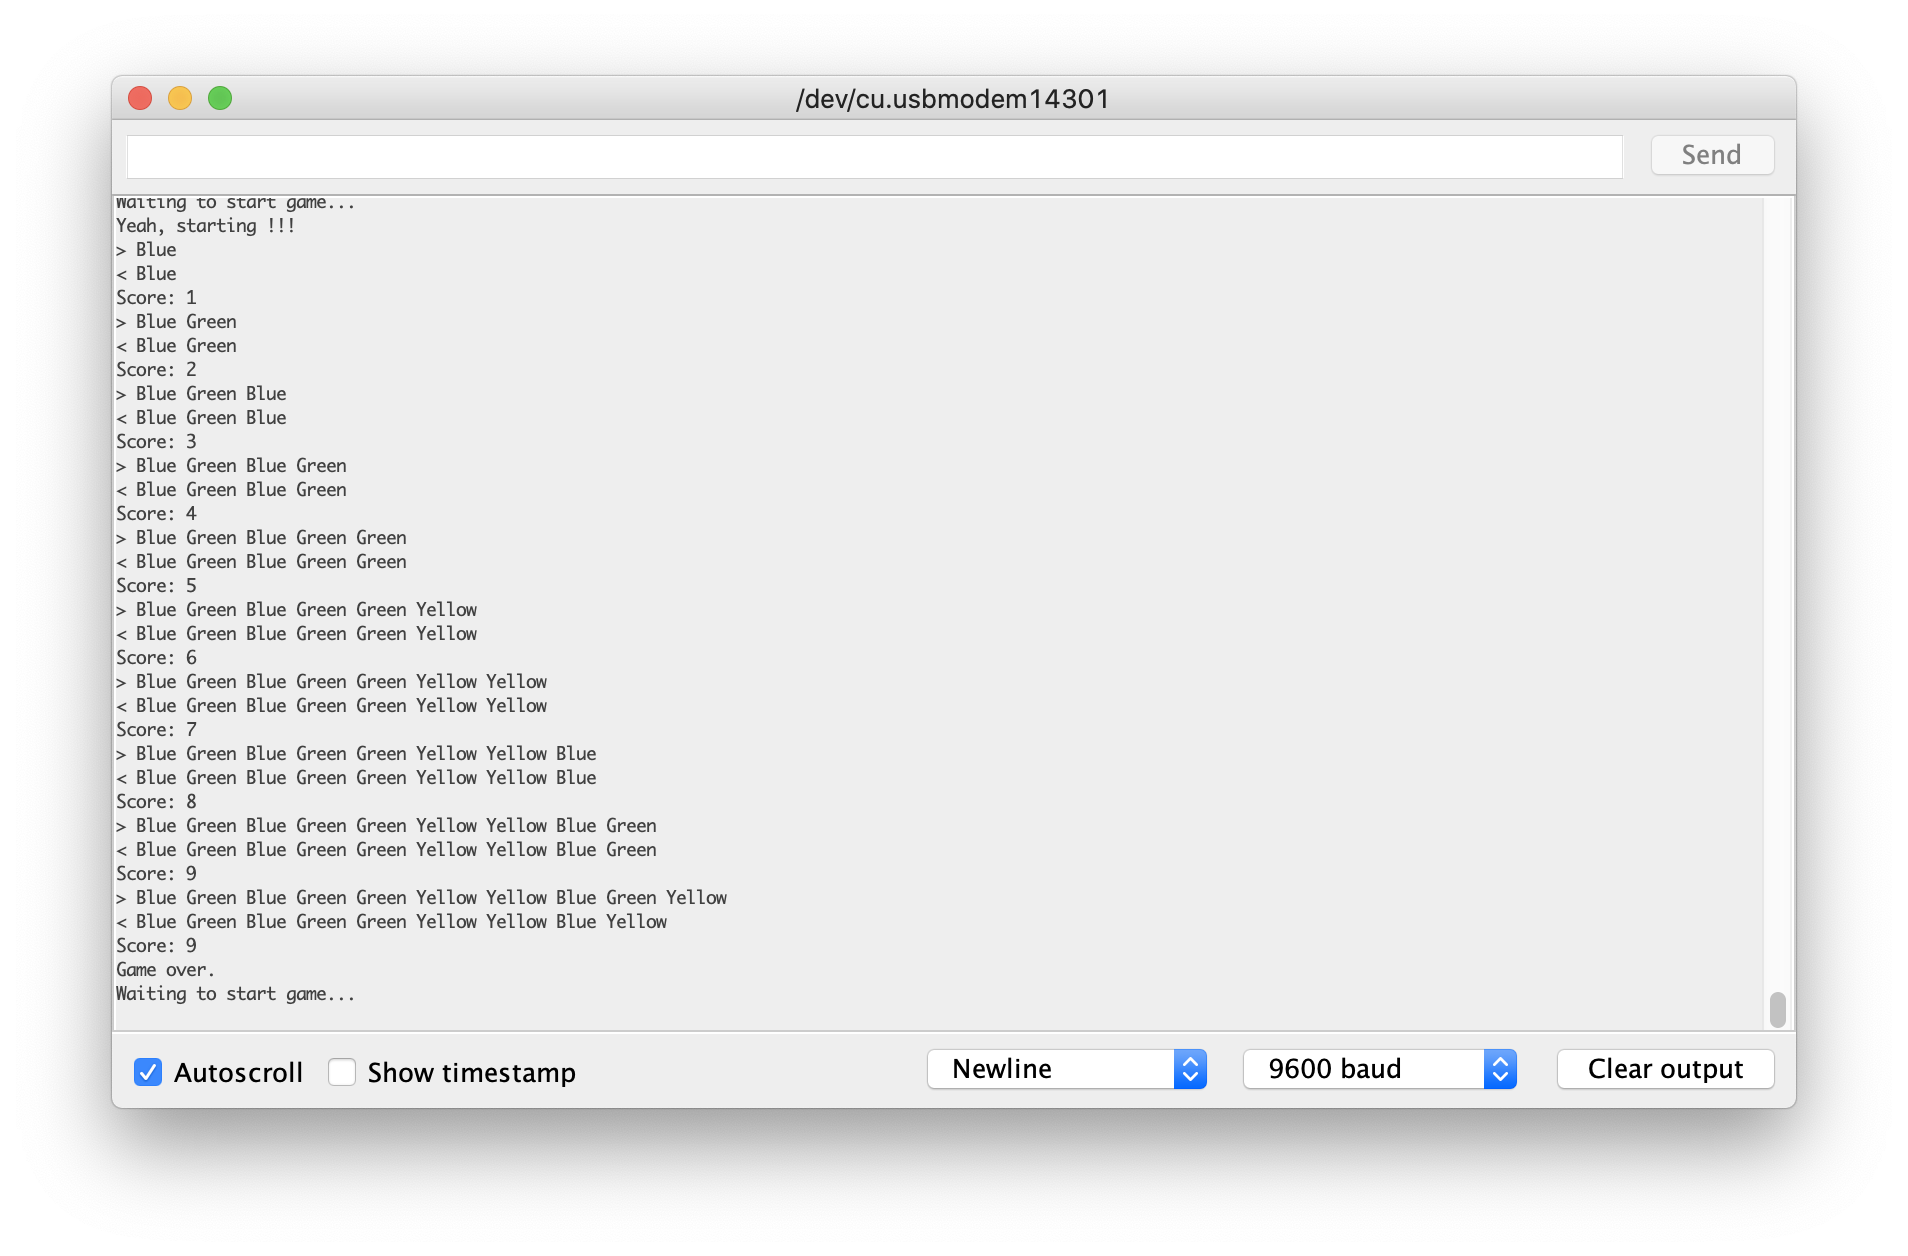 /dev/cu.usbmodem14301
Send
Waiting to start game...
Yeah, starting !!!
> Blue
< Blue
Score: 1
> Blue Green
< Blue Green
Score: 2
> Blue Green Blue
< Blue Green Blue
Score: 3
> Blue Green Blue Green
< Blue Green Blue Green
Score: 4
> Blue Green Blue Green Green
< Blue Green Blue Green Green
Score: 5
> Blue Green Blue Green Green Yellow
< Blue Green Blue Green Green Yellow
Score: 6
> Blue Green Blue Green Green Yellow Yellow
< Blue Green Blue Green Green Yellow Yellow
Score: 7
> Blue Green Blue Green Green Yellow Yellow Blue
< Blue Green Blue Green Green Yellow Yellow Blue
Score: 8
> Blue Green Blue Green Green Yellow Yellow Blue Green
< Blue Green Blue Green Green Yellow Yellow Blue Green
Score: 9
> Blue Green Blue Green Green Yellow Yellow Blue Green Yellow
< Blue Green Blue Green Green Yellow Yellow Blue Yellow
Score: 9
Game over.
Waiting to start game...
Autoscroll Show timestamp Newline 9600 baud Clear output